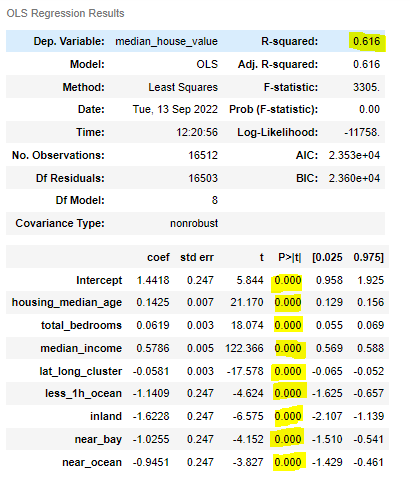 OLS Regression Results
Dep. Variable: median_house_value R-squared: 0.616
Model: OLS Adj. R-squared: 0.616
Method: Least Squares F-statistic: 3305.
Date: Tue, 13 Sep 2022 Prob (F-statistic): 0.00
Time: 12:20:56 Log-Likelihood: -11758.
No. Observations: 16512 AIC: 2.353e+04
Df Residuals: 16503 BIC: 2.360e+04
Df Model: 8
Covariance Type: nonrobust
coef std err t P>|t| [0.025 0.975]
Intercept 1.4418 0.247 5.844 0.000 0.958 1.925
housing_median_age 0.1425 0.007 21.170 0.000 0.129 0.156
total_bedrooms 0.0619 0.003 18.074 0.000 0.055 0.069
median_income 0.5786 0.005 122.366 0.000 0.569 0.588
lat_long_cluster -0.0581 0.003 -17.578 0.000 -0.065 -0.052
less_1h_ocean -1.1409 0.247 -4.624 0.000 -1.625 -0.657
inland -1.6228 0.247 -6.575 0.000 -2.107 -1.139
near_bay -1.0255 0.247 -4.152 0.000 -1.510 -0.541
near_ocean -0.9451 0.247 -3.827 0.000 -1.429 -0.461